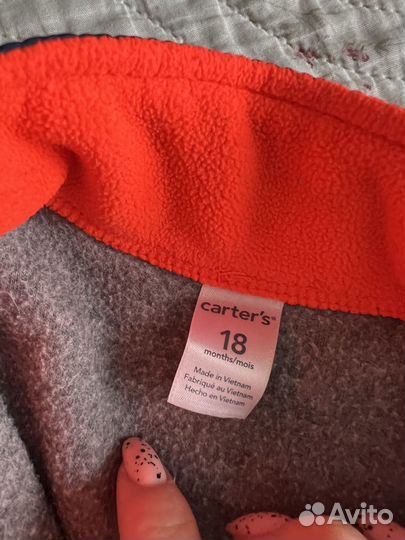 carter's®
18
months/mois
Made in Vietnam
Fabriqué au Vietnam
Hecho en Vietnam
Avito